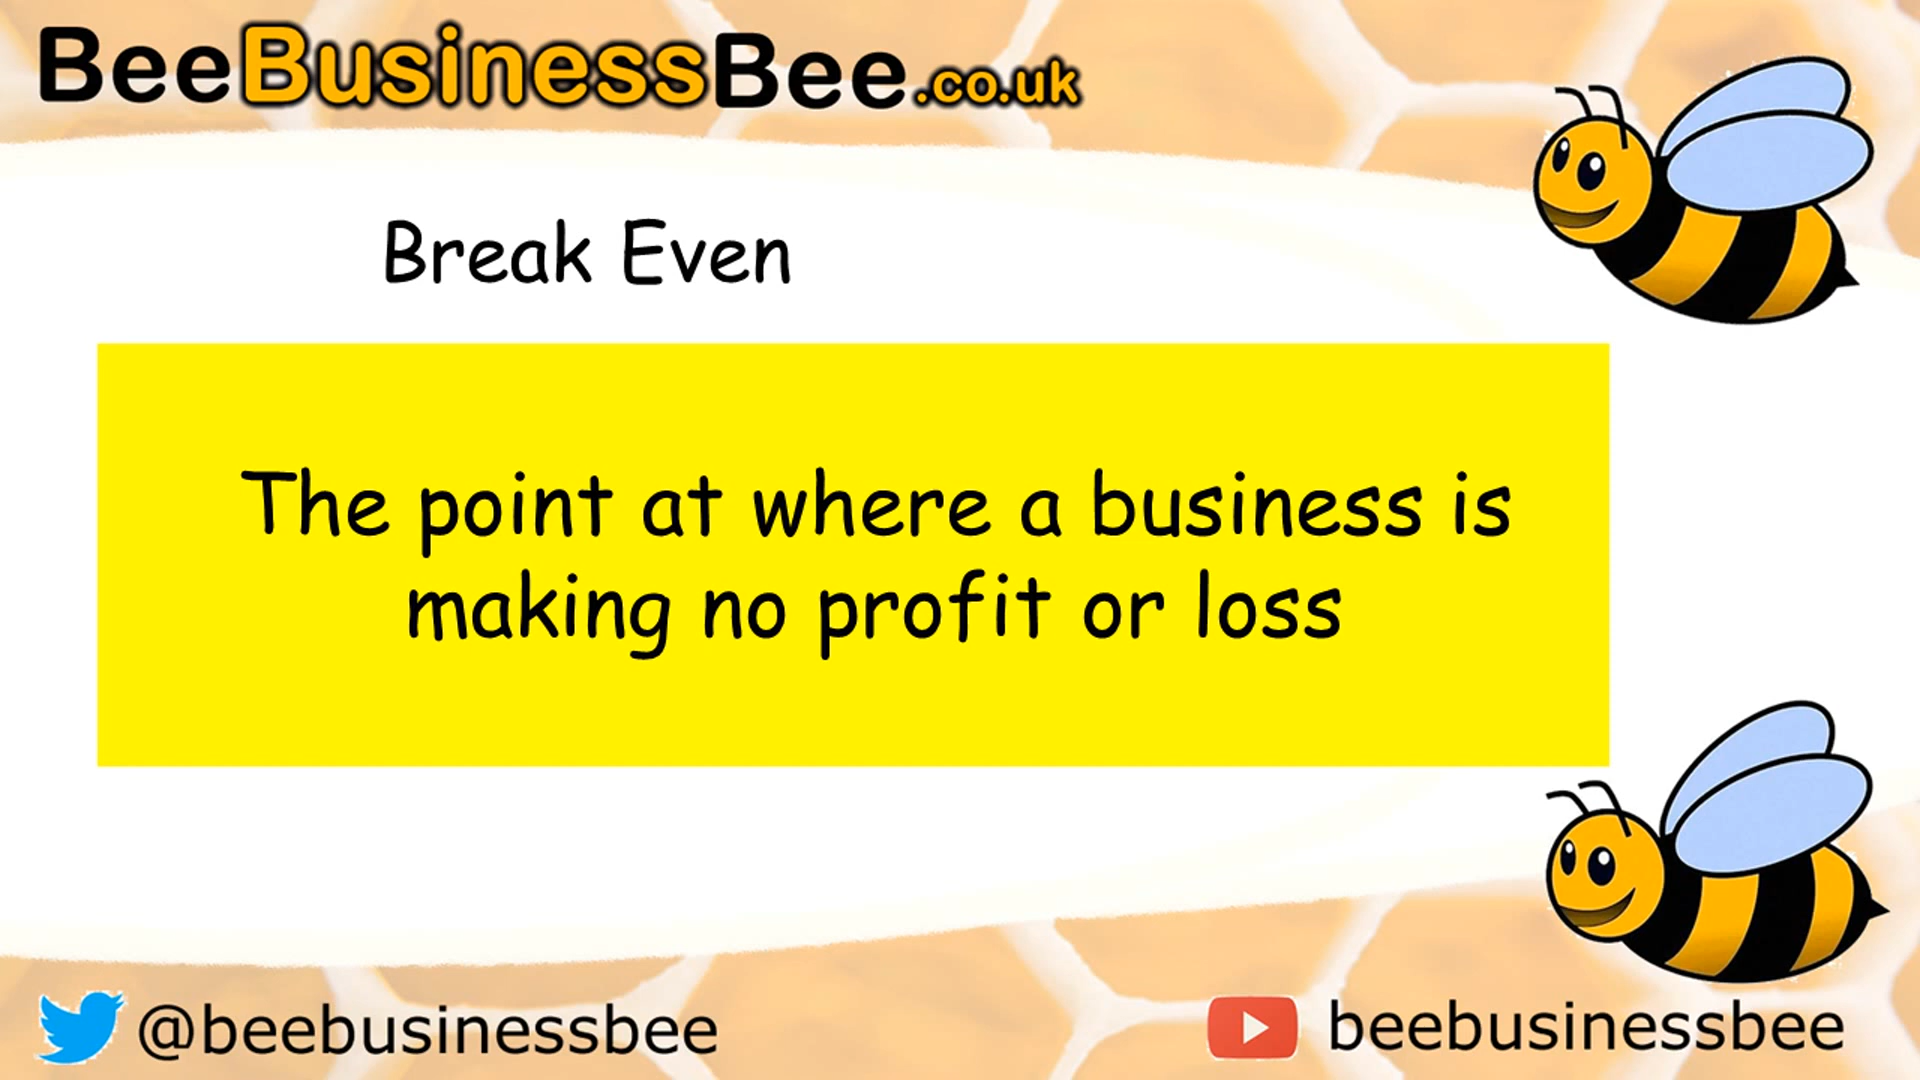 BeeBusinessBee.co.uk
Break Even
The point at where a business is
making no profit or loss
@beebusinessbee
beebusinessbee